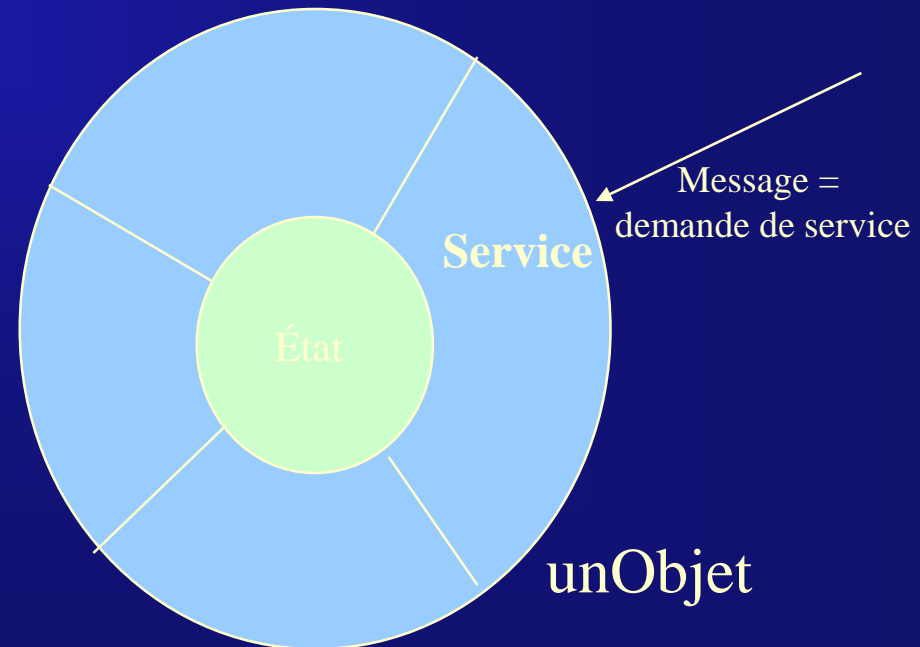 Message =
demande de service
Service
État
unObjet